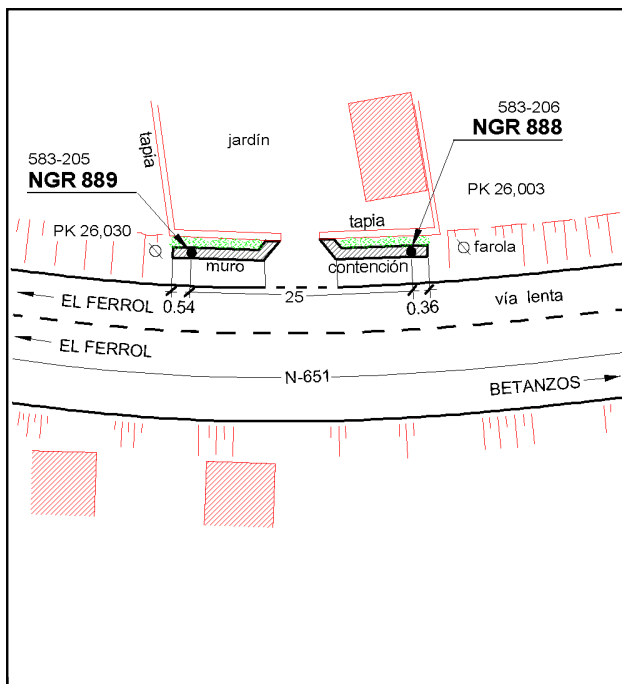 583-206
NGR 888
tapia
jardín
583-205
NGR 889
PK 26,003
tapia
PK 26,030
farola
muro
contención
EL FERROL
0.54
25
0.36
vía lenta
EL FERROL
N-651
BETANZOS